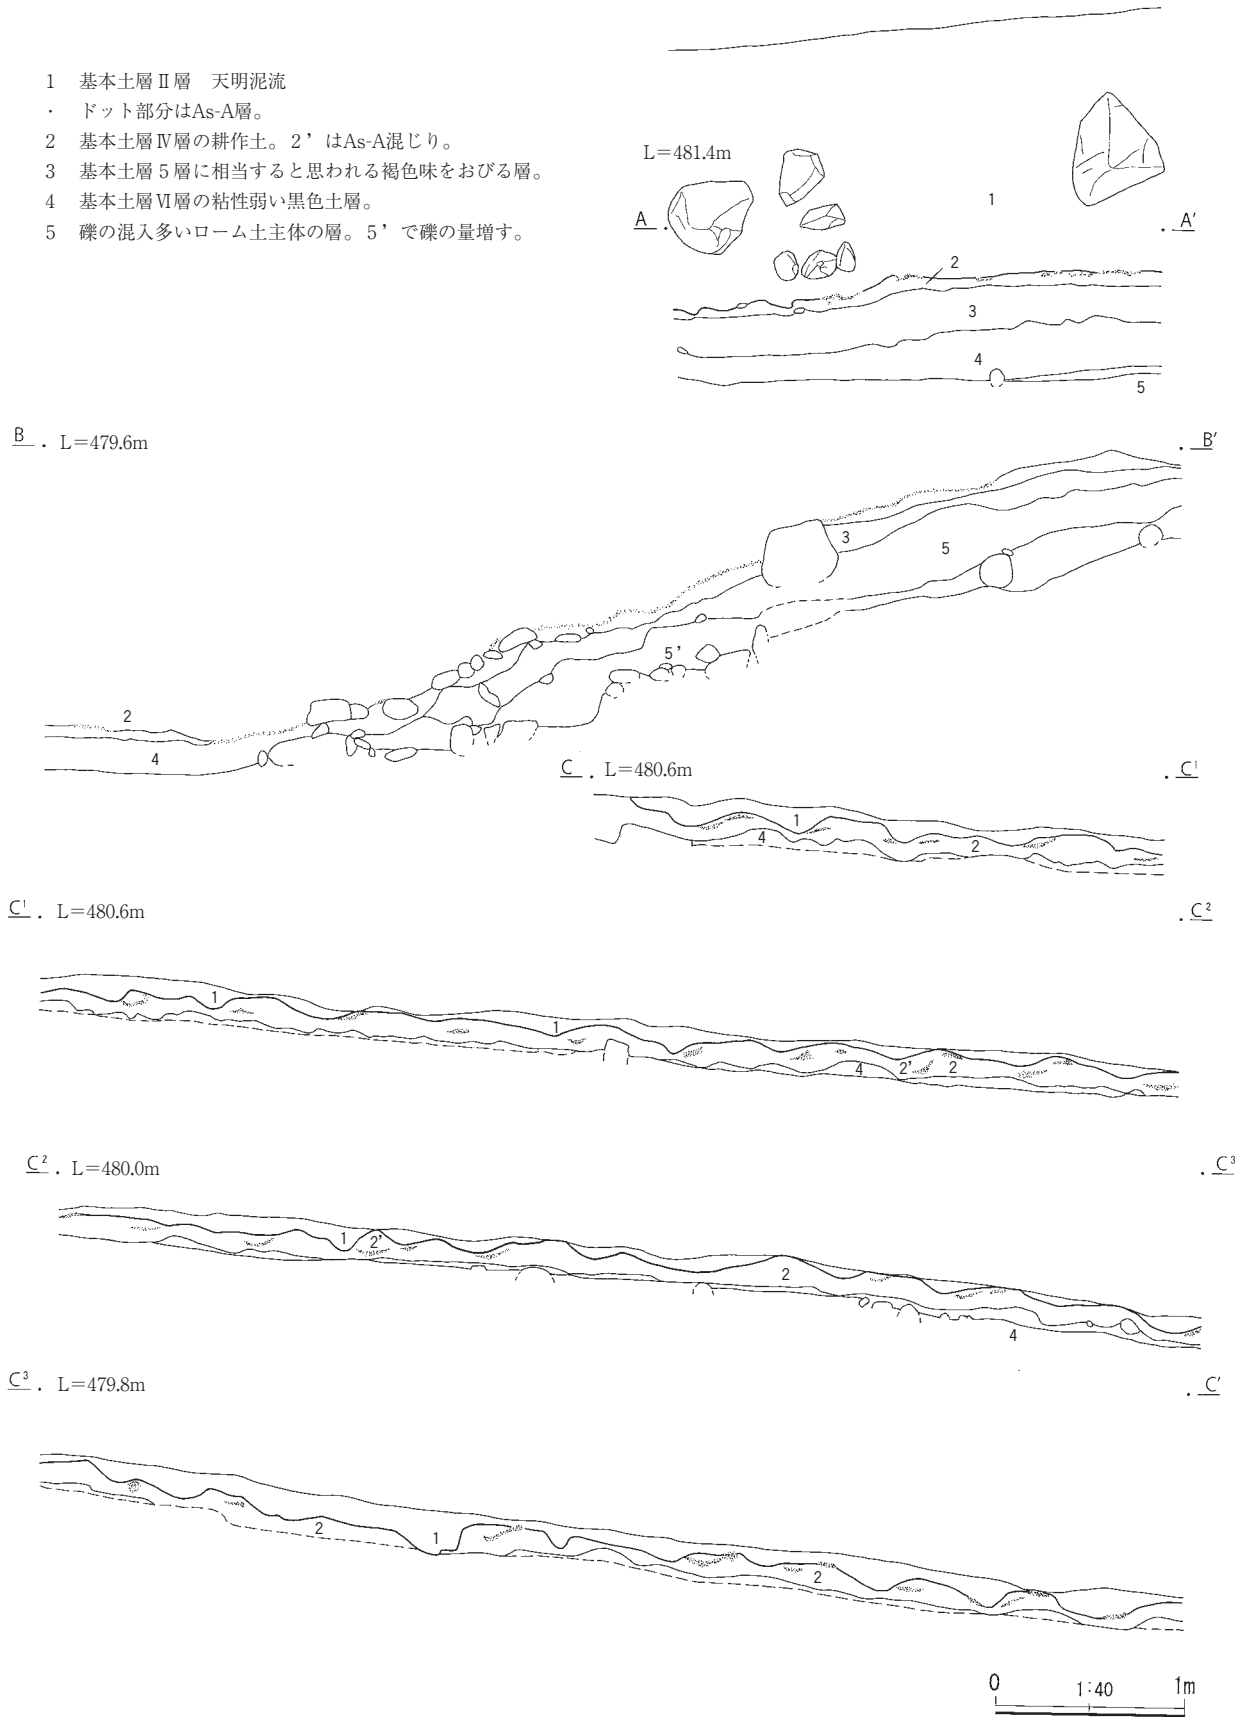 1 基本土層Ⅱ層 天明泥流
・ ドット部分はAs-A層。
2 基本土層Ⅳ層の耕作土。2’はAs-A混じり。
3 基本土層5層に相当すると思われる褐色味をおびる層。
4 基本土層Ⅵ層の粘性弱い黒色土層。
5 礫の混入多いローム土主体の層。5’で礫の量増す。
L=481.4m
A . . A′
1
2
3
4
5
B . L=479.6m . B′
3
5
5’
2
4
C . L=480.6m . C¹
1
4
2
C¹ . L=480.6m . C²
1
1
4 2’ 2
C² . L=480.0m . C³
1 2’
2
4
C³ . L=479.8m . C′
2 1
2
0 1:40 1m